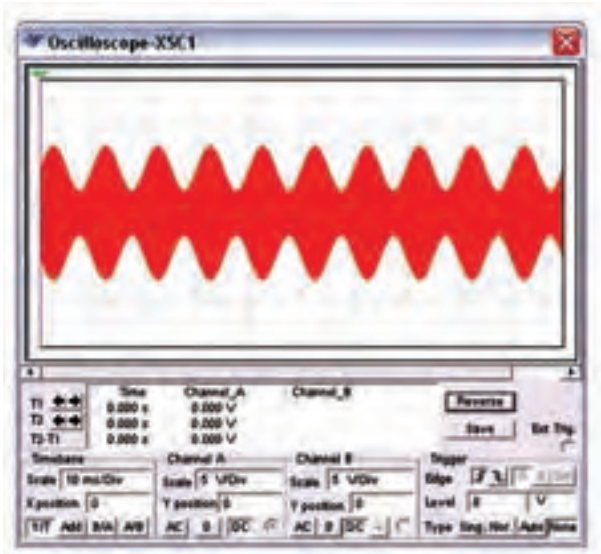 Oscilloscope-XSC1
Time Channel_A Channel_B
T1 0.000 s 0.000 V
T2 0.000 s 0.000 V
T2-T1 0.000 s 0.000 V
Reverse
Save
Ext Trig
Timebase
Scale 10 ms/Div
X position 0
Y/T Add B/A A/B
Channel A
Scale 5 V/Div
Y position 0
AC 0 DC
Channel B
Scale 5 V/Div
Y position 0
AC 0 DC -
Trigger
Edge
Level 0 V
Type Sing. Nor. Auto None